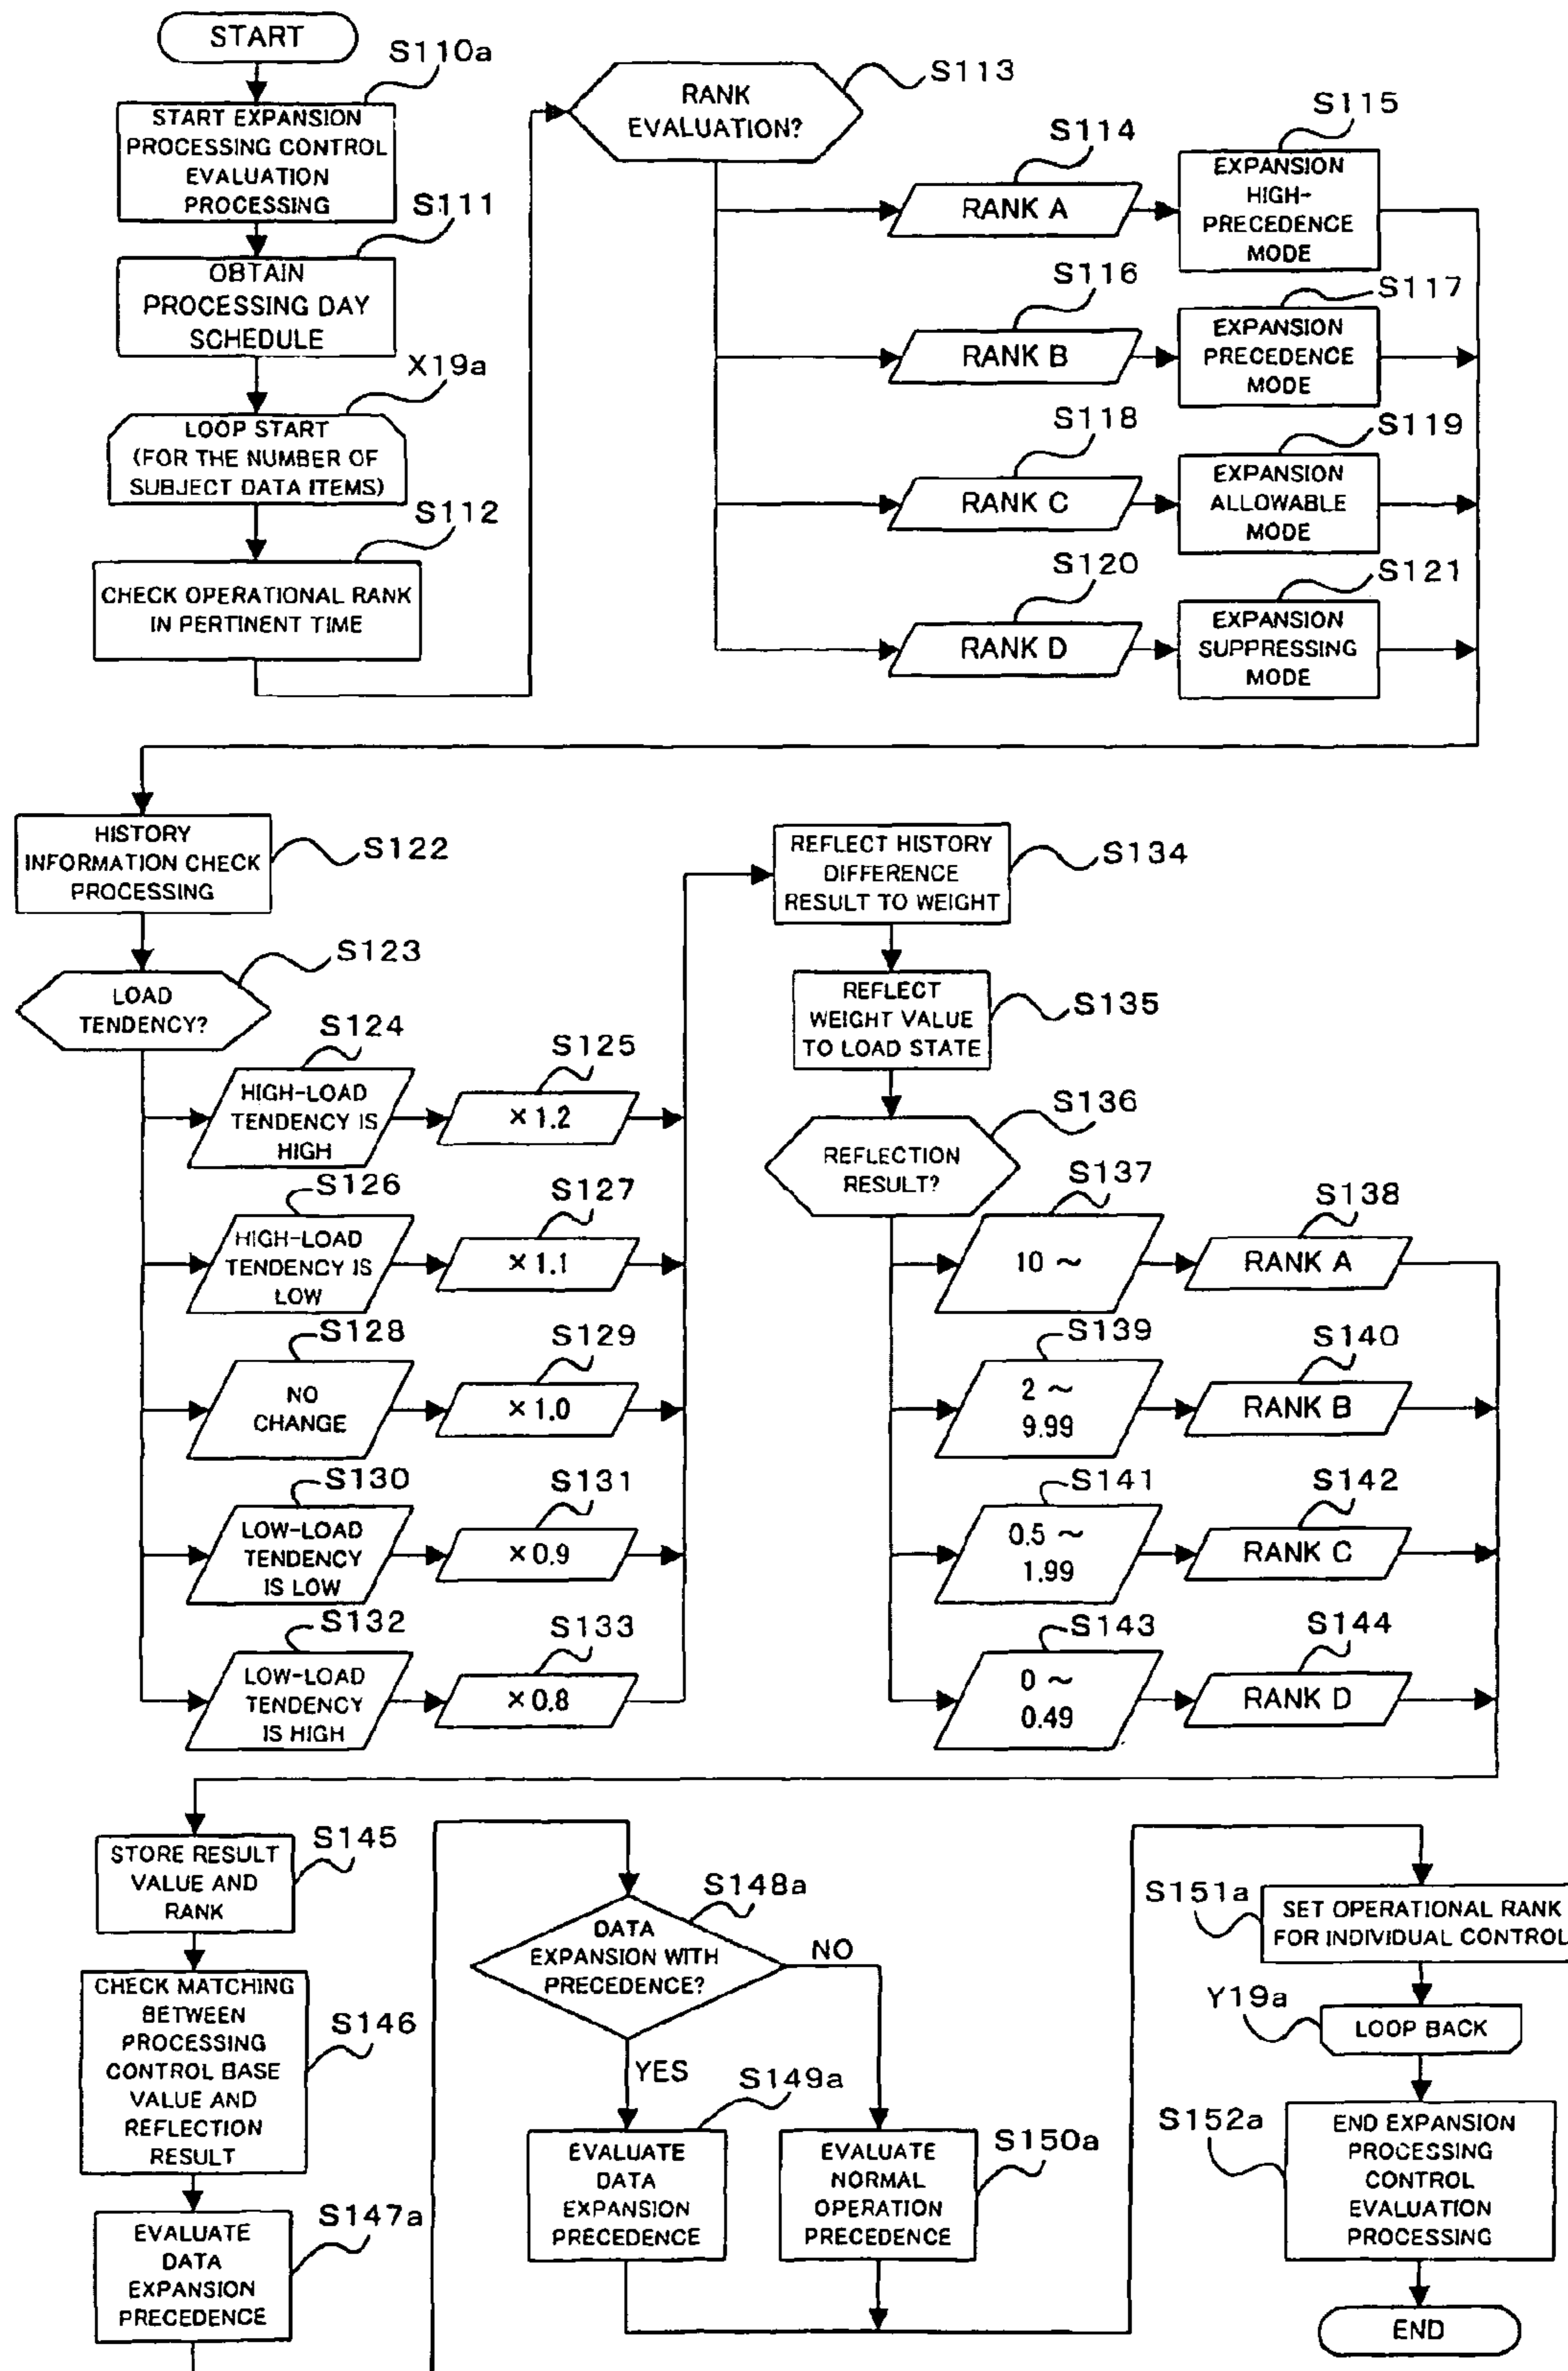 START
S110a
START EXPANSION
PROCESSING CONTROL
EVALUATION
PROCESSING
S111
OBTAIN
PROCESSING DAY
SCHEDULE
X19a
LOOP START
(FOR THE NUMBER OF
SUBJECT DATA ITEMS)
S112
CHECK OPERATIONAL RANK
IN PERTINENT TIME
S113
RANK
EVALUATION?
S114
RANK A
S115
EXPANSION
HIGH-
PRECEDENCE
MODE
S116
RANK B
S117
EXPANSION
PRECEDENCE
MODE
S118
RANK C
S119
EXPANSION
ALLOWABLE
MODE
S120
RANK D
S121
EXPANSION
SUPPRESSING
MODE
HISTORY
INFORMATION CHECK
PROCESSING
S122
S123
LOAD
TENDENCY?
S124
HIGH-LOAD
TENDENCY IS
HIGH
S125
×1.2
S126
HIGH-LOAD
TENDENCY IS
LOW
S127
×1.1
S128
NO
CHANGE
S129
×1.0
S130
LOW-LOAD
TENDENCY
IS LOW
S131
×0.9
S132
LOW-LOAD
TENDENCY
IS HIGH
S133
×0.8
REFLECT HISTORY
DIFFERENCE
RESULT TO WEIGHT
S134
REFLECT
WEIGHT VALUE
TO LOAD STATE
S135
S136
REFLECTION
RESULT?
S137
10 ~
S138
RANK A
S139
2 ~
9.99
S140
RANK B
S141
0.5 ~
1.99
S142
RANK C
S143
0 ~
0.49
S144
RANK D
S145
STORE RESULT
VALUE AND
RANK
CHECK MATCHING
BETWEEN
PROCESSING
CONTROL BASE
VALUE AND
REFLECTION
RESULT
S146
S147a
EVALUATE
DATA
EXPANSION
PRECEDENCE
S148a
DATA
EXPANSION WITH
PRECEDENCE?
NO
YES
S149a
EVALUATE
DATA
EXPANSION
PRECEDENCE
S150a
EVALUATE
NORMAL
OPERATION
PRECEDENCE
S151a
SET OPERATIONAL RANK
FOR INDIVIDUAL CONTROL
Y19a
LOOP BACK
S152a
END EXPANSION
PROCESSING
CONTROL
EVALUATION
PROCESSING
END